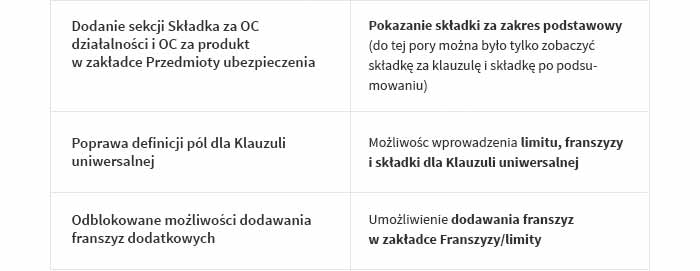 Dodanie sekcji Składka za OC
działalności i OC za produkt
w zakładce Przedmioty ubezpieczenia
Pokazanie składki za zakres podstawowy
(do tej pory można było tylko zobaczyć
składkę za klauzulę i składkę po podsu-
mowaniu)
Poprawa definicji pól dla Klauzuli
uniwersalnej
Możliwośc wprowadzenia limitu, franszyzy
i składki dla Klauzuli uniwersalnej
Odblokowane możliwości dodawania
franszyz dodatkowych
Umożliwienie dodawania franszyz
w zakładce Franszyzy/limity